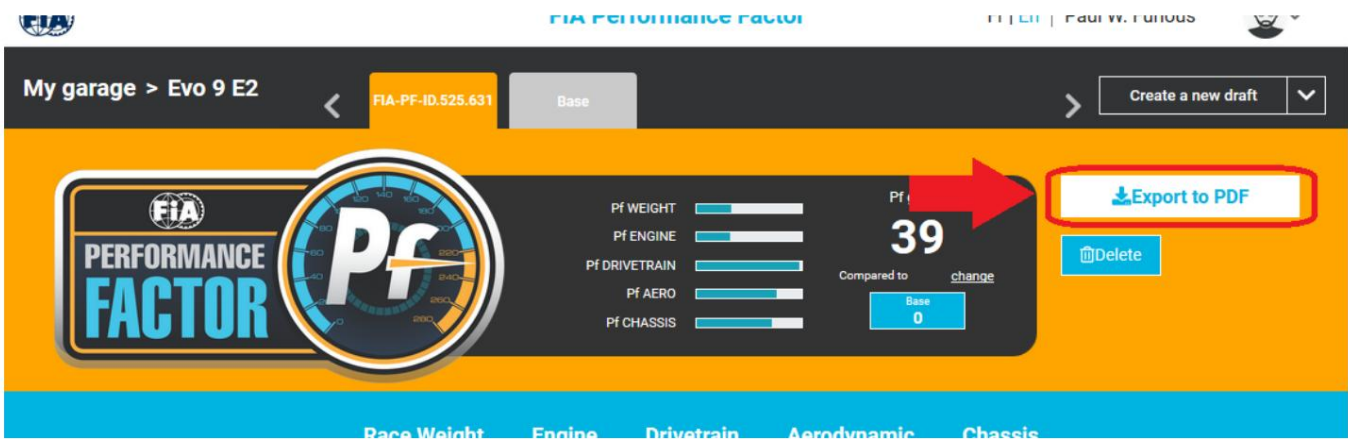 FIA
FIA Performance Factor
Fr | En | Paul W. Furious
My garage > Evo 9 E2
FIA-PF-ID.525.631
Base
Create a new draft
FIA
PERFORMANCE
FACTOR
Pf
Pf WEIGHT
Pf ENGINE
Pf DRIVETRAIN
Pf AERO
Pf CHASSIS
Pf
39
Compared to change
Base
0
Export to PDF
Delete
Race Weight Engine Drivetrain Aerodynamic Chassis